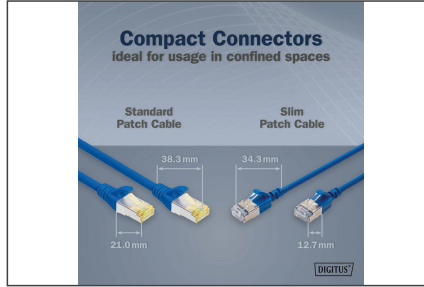 Compact Connectors
ideal for usage in confined spaces
Standard
Patch Cable
Slim
Patch Cable
38.3 mm
34.3 mm
21.0 mm
12.7 mm
DIGITUS